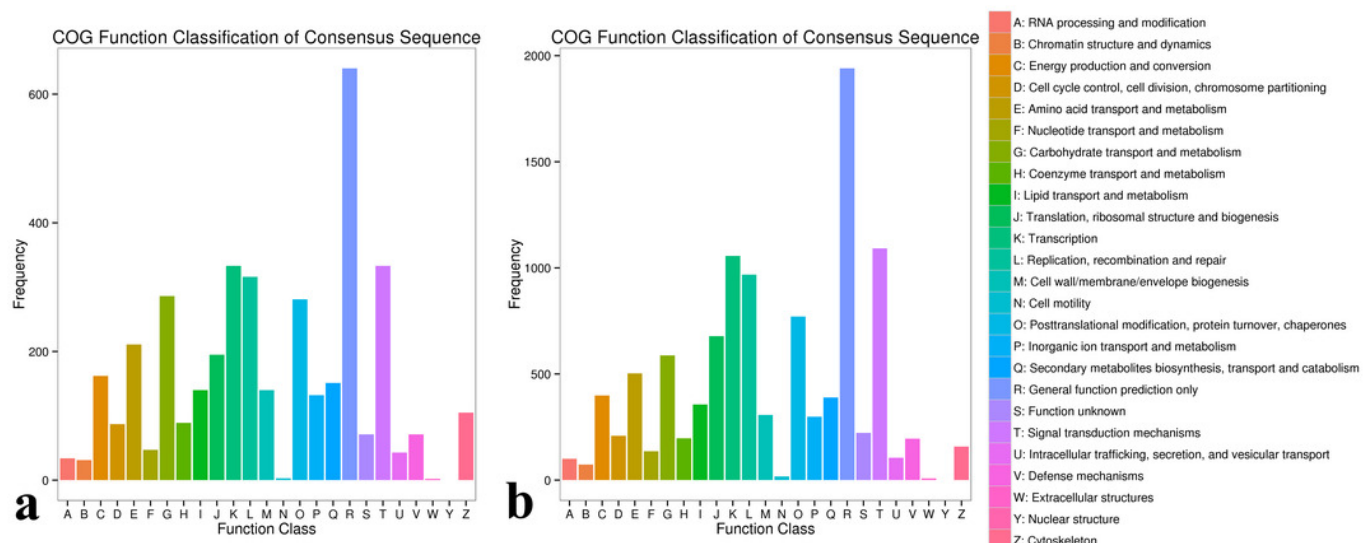 COG Function Classification of Consensus Sequence
600
400
200
0
Frequency
A B C D E F G H I J K L M N O P Q R S T U V W Y Z
Function Class
a
COG Function Classification of Consensus Sequence
2000
1500
1000
500
0
Frequency
A B C D E F G H I J K L M N O P Q R S T U V W Y Z
Function Class
b
A: RNA processing and modification
B: Chromatin structure and dynamics
C: Energy production and conversion
D: Cell cycle control, cell division, chromosome partitioning
E: Amino acid transport and metabolism
F: Nucleotide transport and metabolism
G: Carbohydrate transport and metabolism
H: Coenzyme transport and metabolism
I: Lipid transport and metabolism
J: Translation, ribosomal structure and biogenesis
K: Transcription
L: Replication, recombination and repair
M: Cell wall/membrane/envelope biogenesis
N: Cell motility
O: Posttranslational modification, protein turnover, chaperones
P: Inorganic ion transport and metabolism
Q: Secondary metabolites biosynthesis, transport and catabolism
R: General function prediction only
S: Function unknown
T: Signal transduction mechanisms
U: Intracellular trafficking, secretion, and vesicular transport
V: Defense mechanisms
W: Extracellular structures
Y: Nuclear structure
Z: Cytoskeleton